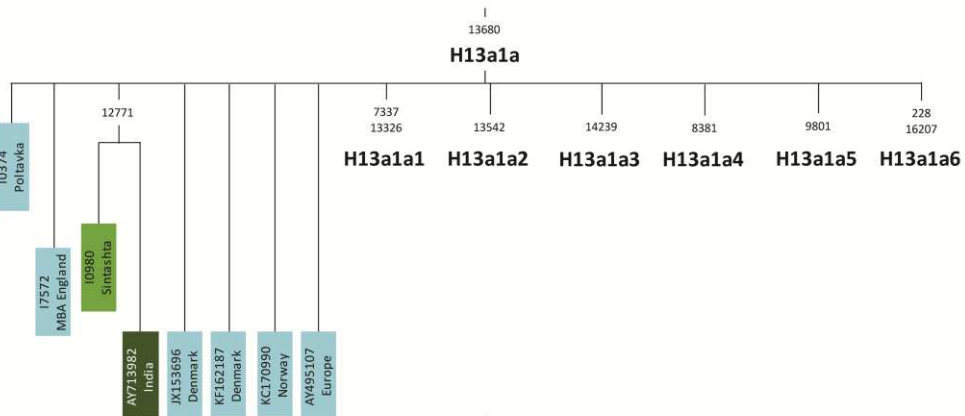 13680
H13a1a
12771
7337
13326
13542
14239
8381
9801
228
16207
H13a1a1
H13a1a2
H13a1a3
H13a1a4
H13a1a5
H13a1a6
I0374
Poltavka
I7572
MBA England
I0980
Sintashta
AY713982
India
JX153696
Denmark
KF162187
Denmark
KC170990
Norway
AY495107
Europe